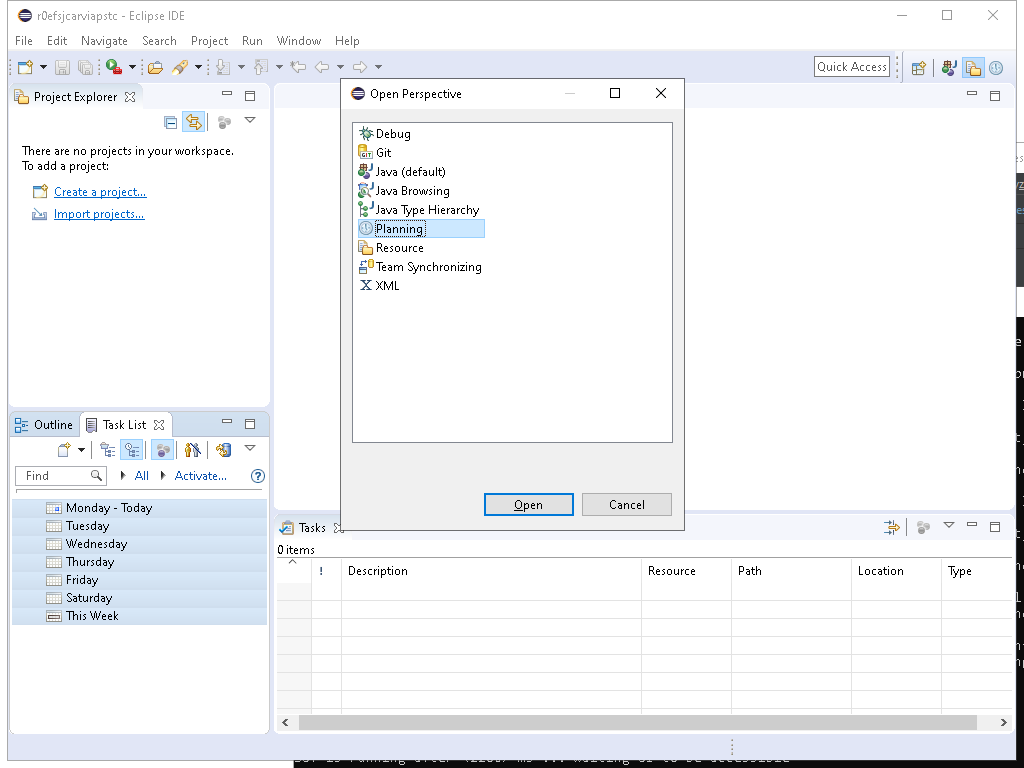 r0efsjcarviapstc - Eclipse IDE
File Edit Navigate Search Project Run Window Help
Quick Access
Project Explorer
There are no projects in your workspace.
To add a project:
Create a project...
Import projects...
Open Perspective
Debug
Git
Java (default)
Java Browsing
Java Type Hierarchy
Planning
Resource
Team Synchronizing
XML
Open Cancel
Outline Task List
Find All Activate...
Monday - Today
Tuesday
Wednesday
Thursday
Friday
Saturday
This Week
Tasks
0 items
! Description Resource Path Location Type